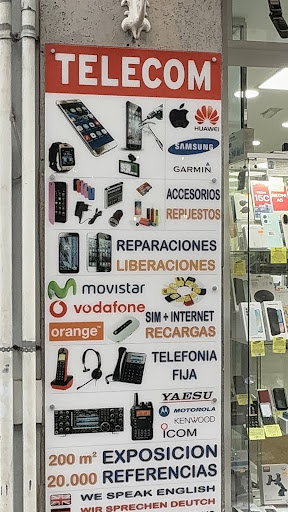 TELECOM
HUAWEI
SAMSUNG
GARMIN
ACCESORIOS
REPUESTOS
REPARACIONES
LIBERACIONES
movistar
vodafone
orange
SIM + INTERNET
RECARGAS
TELEFONIA
FIJA
YAESU
MOTOROLA
KENWOOD
ICOM
200 m² EXPOSICION
20.000 REFERENCIAS
WE SPEAK ENGLISH
WIR SPRECHEN DEUTCH